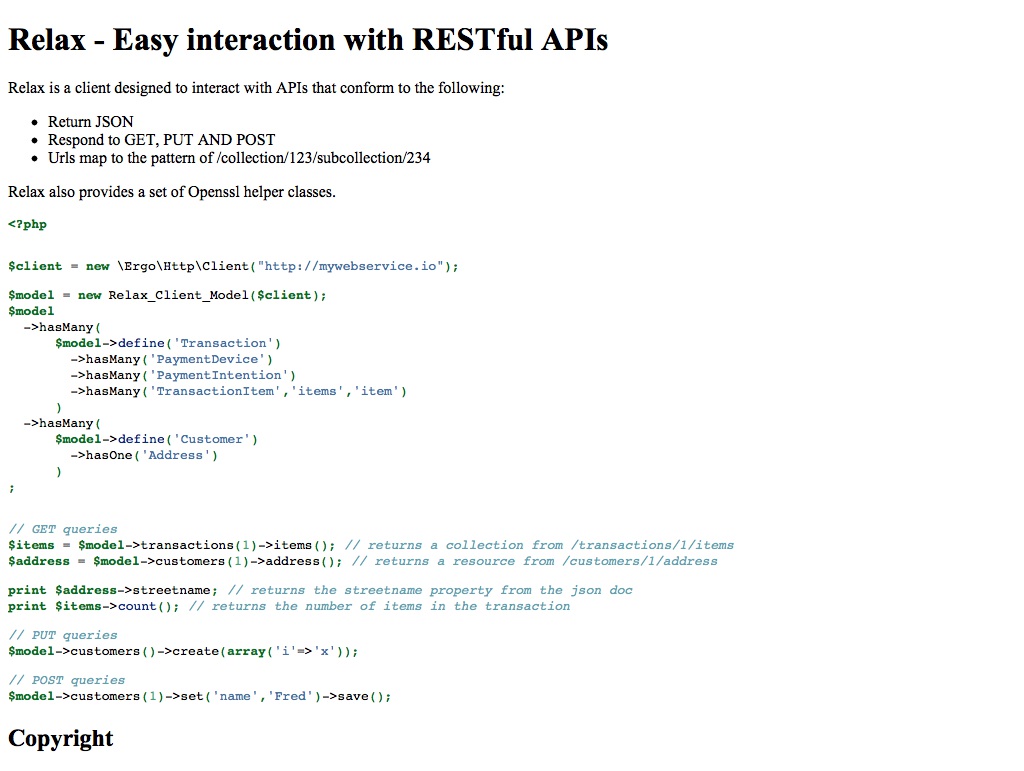 Relax - Easy interaction with RESTful APIs
Relax is a client designed to interact with APIs that conform to the following:
• Return JSON
• Respond to GET, PUT AND POST
• Urls map to the pattern of /collection/123/subcollection/234
Relax also provides a set of Openssl helper classes.
<?php
$client = new \Ergo\Http\Client("http://mywebservice.io");
$model = new Relax_Client_Model($client);
$model
  ->hasMany(
      $model->define('Transaction')
        ->hasMany('PaymentDevice')
        ->hasMany('PaymentIntention')
        ->hasMany('TransactionItem','items','item')
      )
  ->hasMany(
      $model->define('Customer')
        ->hasOne('Address')
      )
;
// GET queries
$items = $model->transactions(1)->items(); // returns a collection from /transactions/1/items
$address = $model->customers(1)->address(); // returns a resource from /customers/1/address
print $address->streetname; // returns the streetname property from the json doc
print $items->count(); // returns the number of items in the transaction
// PUT queries
$model->customers()->create(array('i'=>'x'));
// POST queries
$model->customers(1)->set('name','Fred')->save();
Copyright